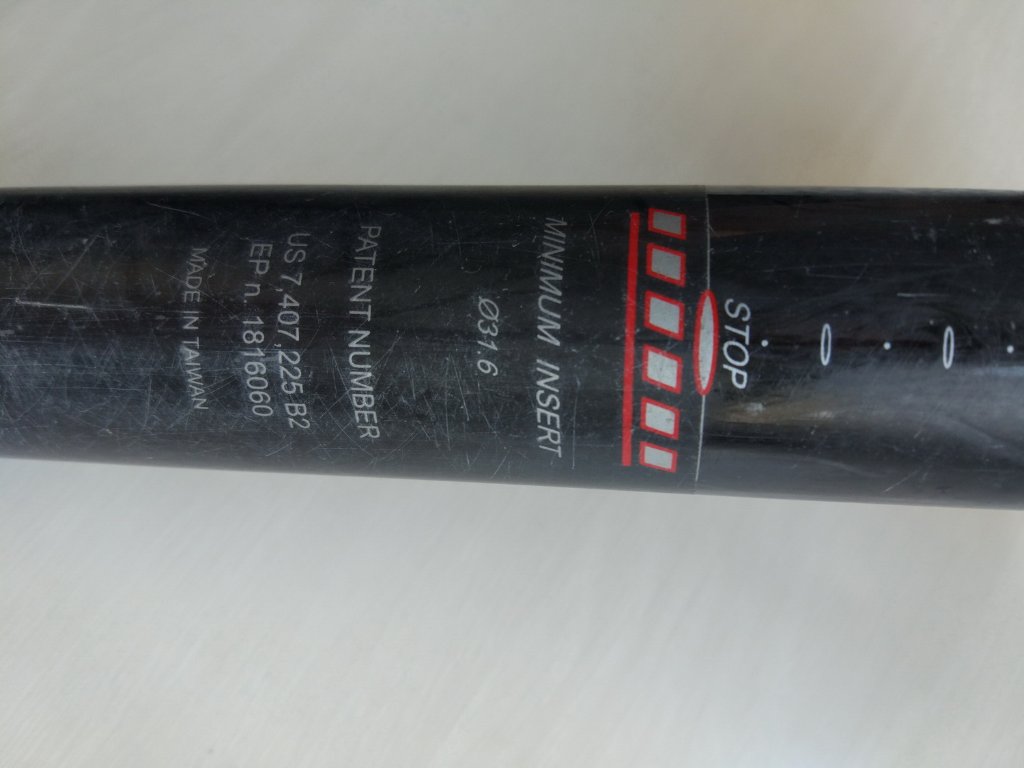 STOP
MINIMUM INSERT
Ø31.6
PATENT NUMBER
US 7,407,225 B2
EP n. 1816060
MADE IN TAIWAN